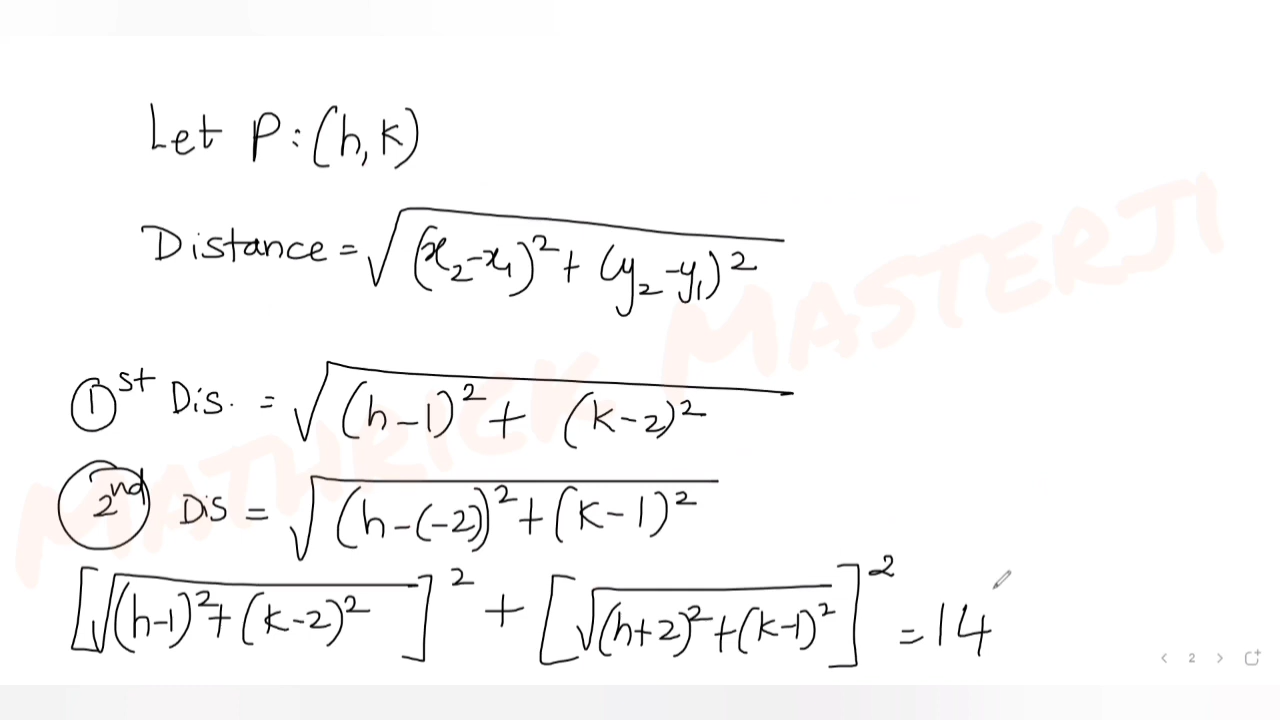 Let P:(h,k)
Distance = √(x₂-x₁)² + (y₂-y₁)²
①st Dis. = √(h-1)² + (k-2)²
②nd Dis = √(h-(-2))² + (k-1)²
[√(h-1)²+(k-2)²]² + [√(h+2)²+(k-1)²]² = 14
MATHRICK MASTERJI
< 2 >